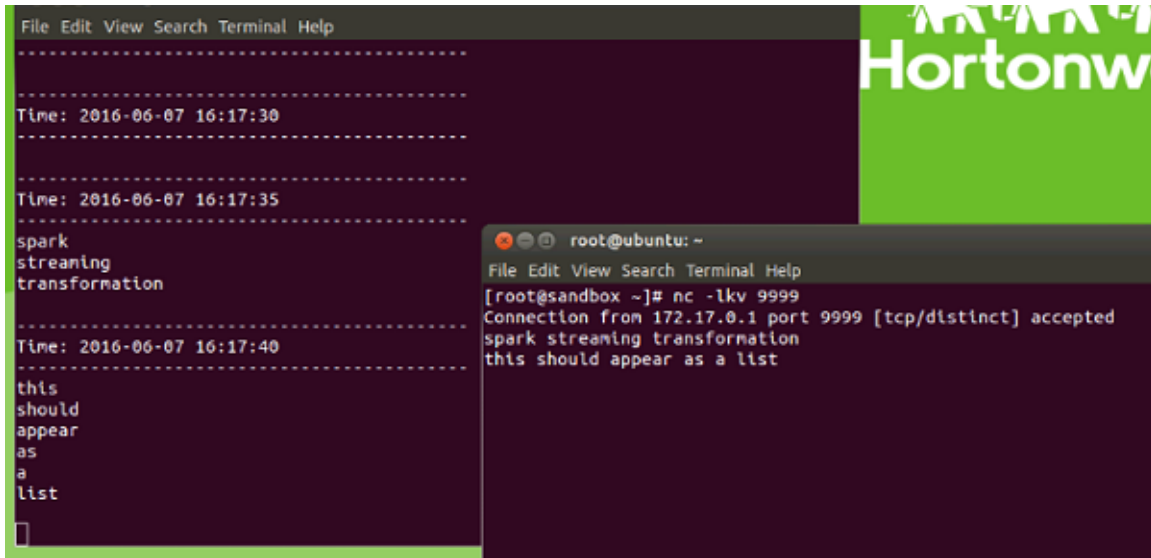 File Edit View Search Terminal Help
-------------------------------------------
-------------------------------------------
Time: 2016-06-07 16:17:30
-------------------------------------------
-------------------------------------------
Time: 2016-06-07 16:17:35
-------------------------------------------
spark
streaming
transformation
-------------------------------------------
Time: 2016-06-07 16:17:40
-------------------------------------------
this
should
appear
as
a
list
Hortonw
root@ubuntu: ~
File Edit View Search Terminal Help
[root@sandbox ~]# nc -lkv 9999
Connection from 172.17.0.1 port 9999 [tcp/distinct] accepted
spark streaming transformation
this should appear as a list